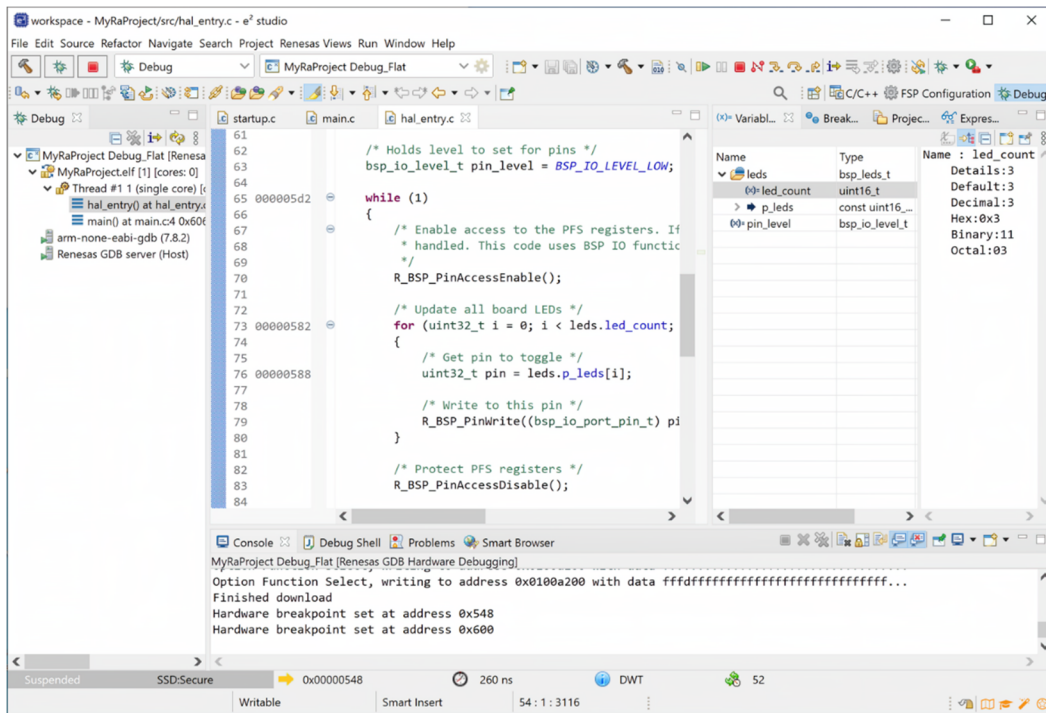 workspace - MyRaProject/src/hal_entry.c - e² studio
File Edit Source Refactor Navigate Search Project Renesas Views Run Window Help
Debug
MyRaProject Debug_Flat
C/C++
FSP Configuration
Debug
Debug
MyRaProject Debug_Flat [Renesa
MyRaProject.elf [1] [cores: 0]
Thread #1 1 (single core) [c
hal_entry() at hal_entry.c
main() at main.c:4 0x606
arm-none-eabi-gdb (7.8.2)
Renesas GDB server (Host)
startup.c
main.c
hal_entry.c
61
62 /* Holds level to set for pins */
63 bsp_io_level_t pin_level = BSP_IO_LEVEL_LOW;
64
65 000005d2 while (1)
66 {
67 /* Enable access to the PFS registers. If
68 * handled. This code uses BSP IO functic
69 */
70 R_BSP_PinAccessEnable();
71
72 /* Update all board LEDs */
73 00000582 for (uint32_t i = 0; i < leds.led_count;
74 {
75 /* Get pin to toggle */
76 00000588 uint32_t pin = leds.p_leds[i];
77
78 /* Write to this pin */
79 R_BSP_PinWrite((bsp_io_port_pin_t) pi
80 }
81
82 /* Protect PFS registers */
83 R_BSP_PinAccessDisable();
84
(x)= Variabl...
Break...
Projec...
Expres...
Name Type
leds bsp_leds_t
(x)= led_count uint16_t
p_leds const uint16_...
(x)= pin_level bsp_io_level_t
Name : led_count
Details:3
Default:3
Decimal:3
Hex:0x3
Binary:11
Octal:03
Console
Debug Shell
Problems
Smart Browser
MyRaProject Debug_Flat [Renesas GDB Hardware Debugging]
Option Function Select, writing to address 0x0100a200 with data fffdffffffffffffffffffffffffffff...
Finished download
Hardware breakpoint set at address 0x548
Hardware breakpoint set at address 0x600
Suspended
SSD:Secure
0x00000548
260 ns
DWT
52
Writable
Smart Insert
54 : 1 : 3116